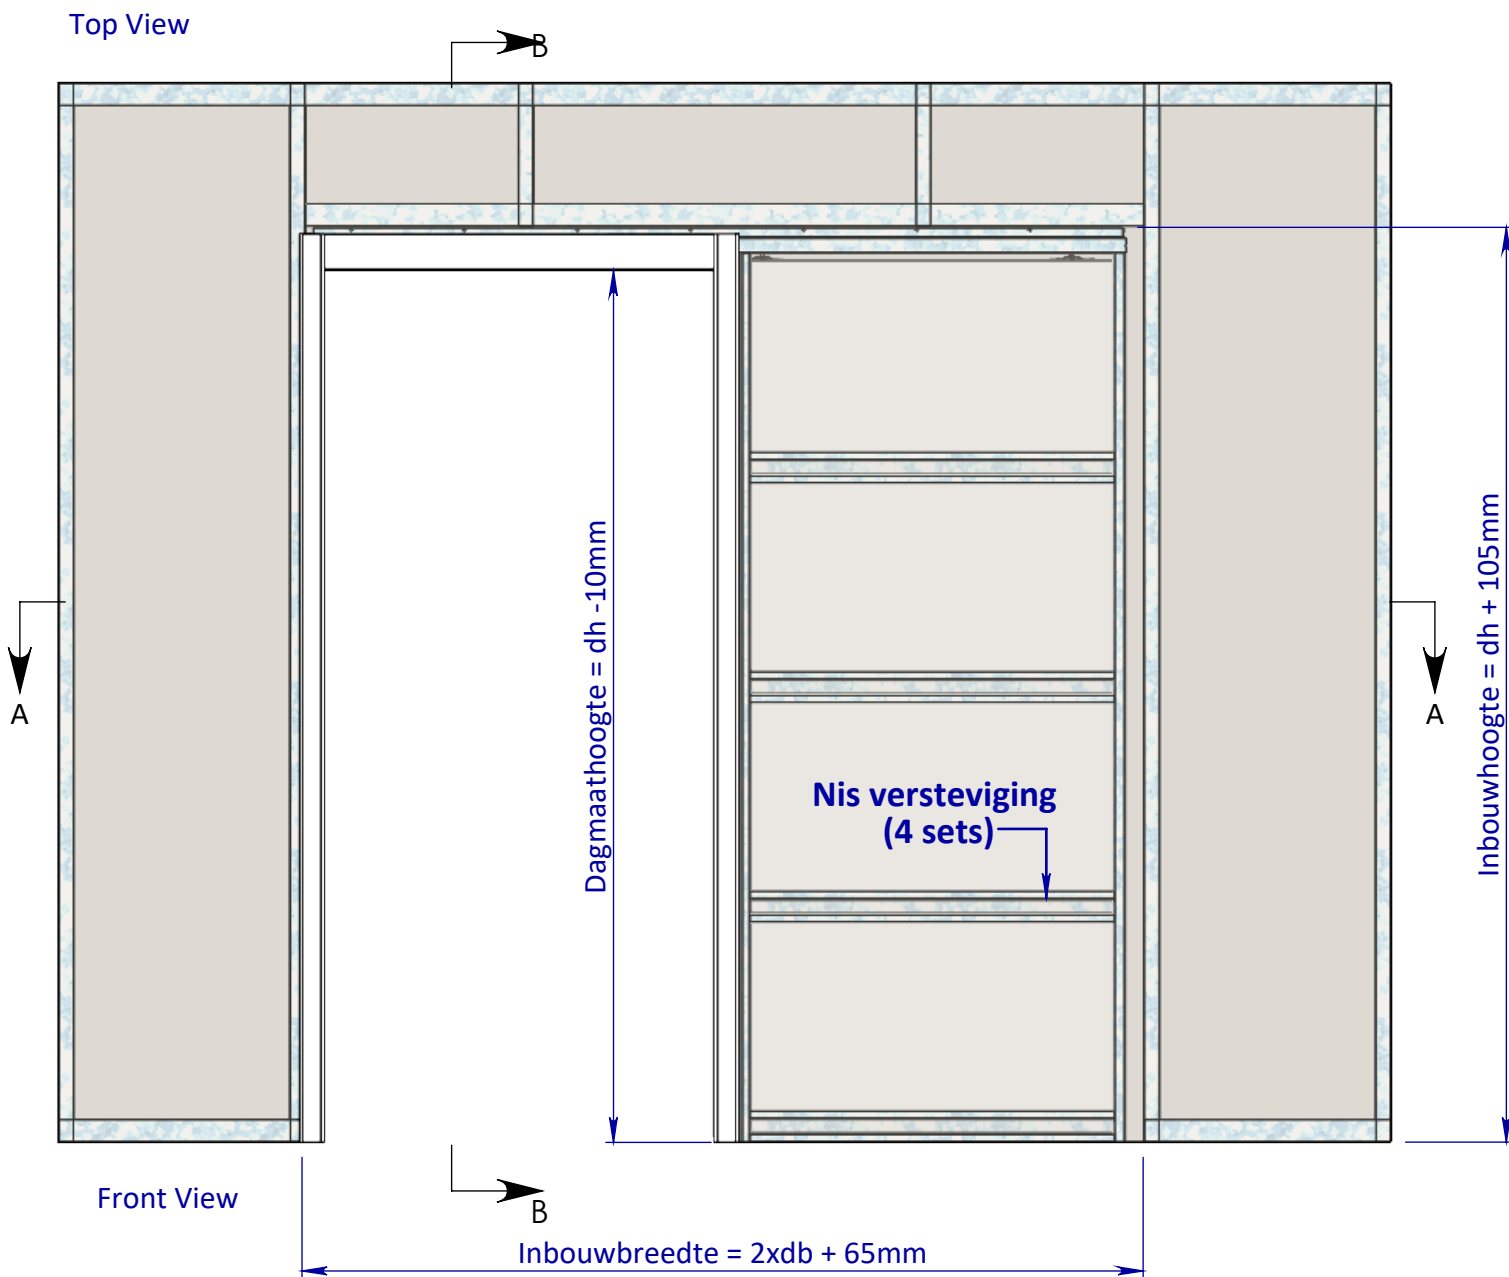 Top View
B
Dagmaathoogte = dh -10mm
Inbouwhoogte = dh + 105mm
A
A
Nis versteviging
(4 sets)
Front View
B
Inbouwbreedte = 2xdb + 65mm